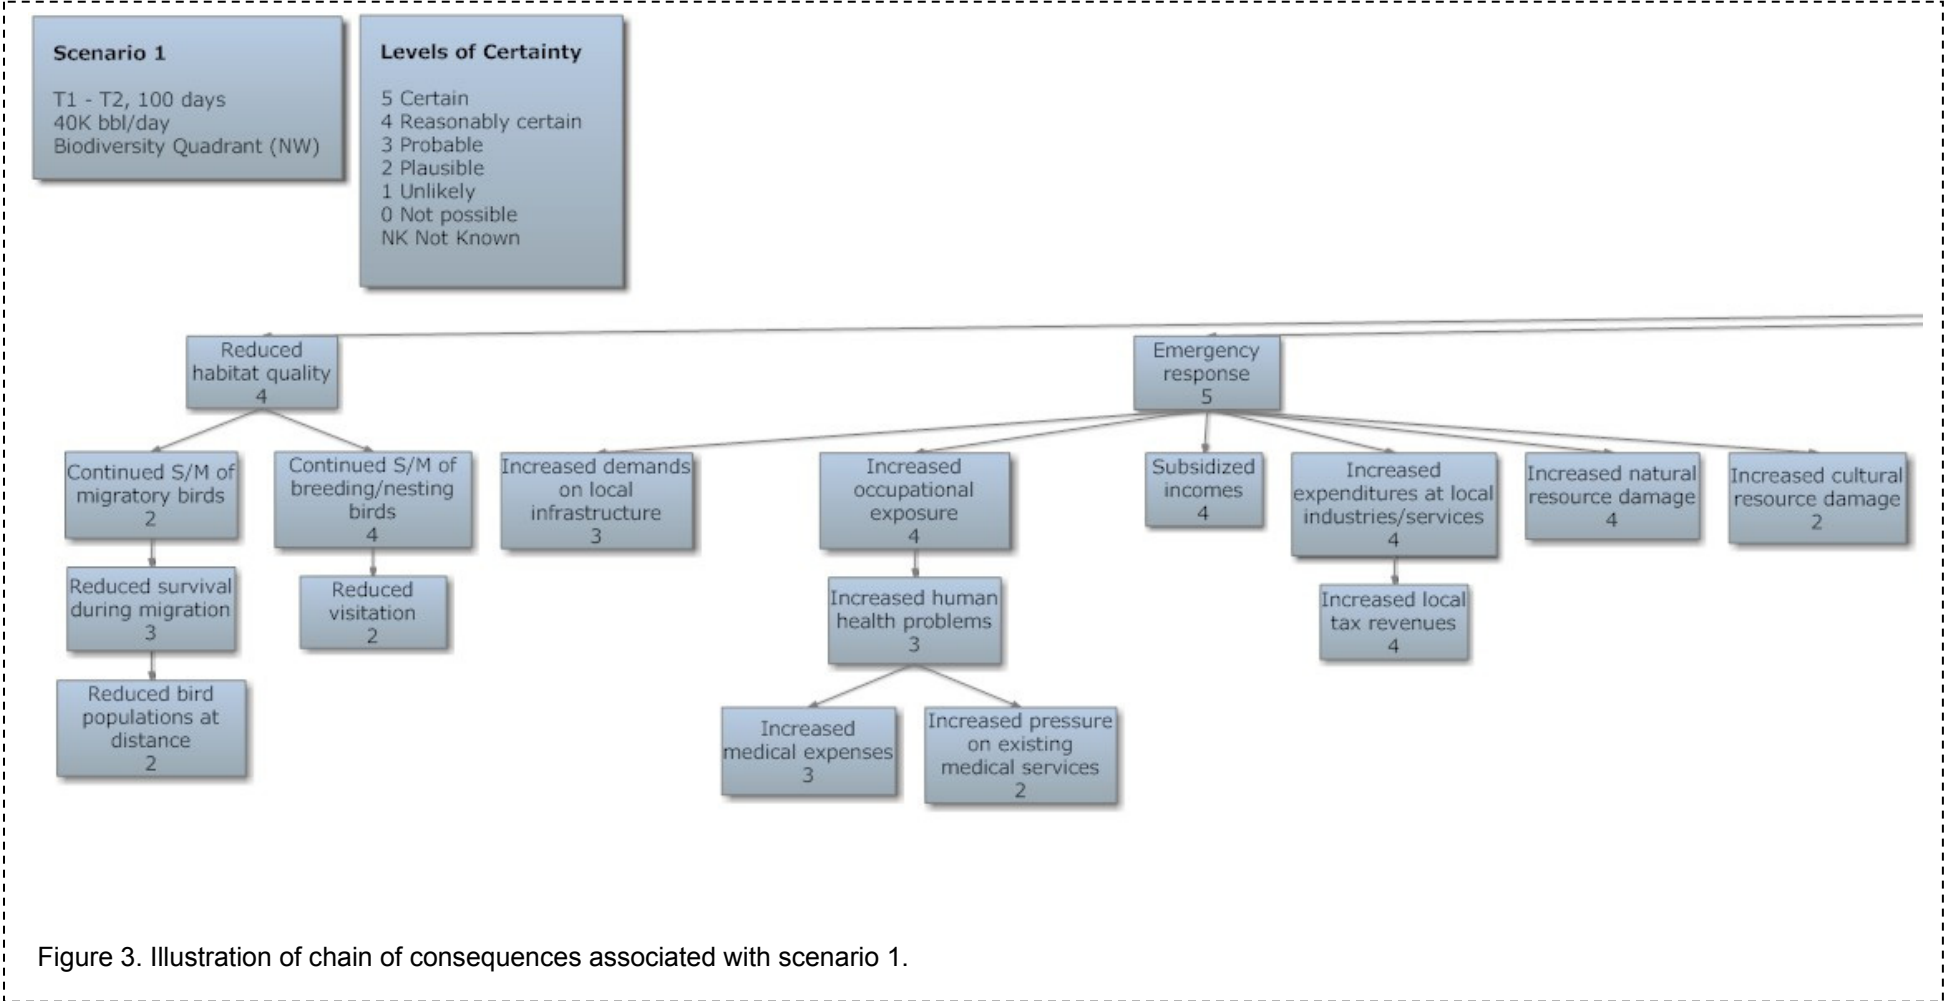 Scenario 1
T1 - T2, 100 days
40K bbl/day
Biodiversity Quadrant (NW)
Levels of Certainty
5 Certain
4 Reasonably certain
3 Probable
2 Plausible
1 Unlikely
0 Not possible
NK Not Known
Reduced
habitat quality
4
Emergency
response
5
Continued S/M of
migratory birds
2
Continued S/M of
breeding/nesting
birds
4
Increased demands
on local
infrastructure
3
Increased
occupational
exposure
4
Subsidized
incomes
4
Increased
expenditures at local
industries/services
4
Increased natural
resource damage
4
Increased cultural
resource damage
2
Reduced survival
during migration
3
Reduced
visitation
2
Increased human
health problems
3
Increased local
tax revenues
4
Reduced bird
populations at
distance
2
Increased
medical expenses
3
Increased pressure
on existing
medical services
2
Figure 3. Illustration of chain of consequences associated with scenario 1.